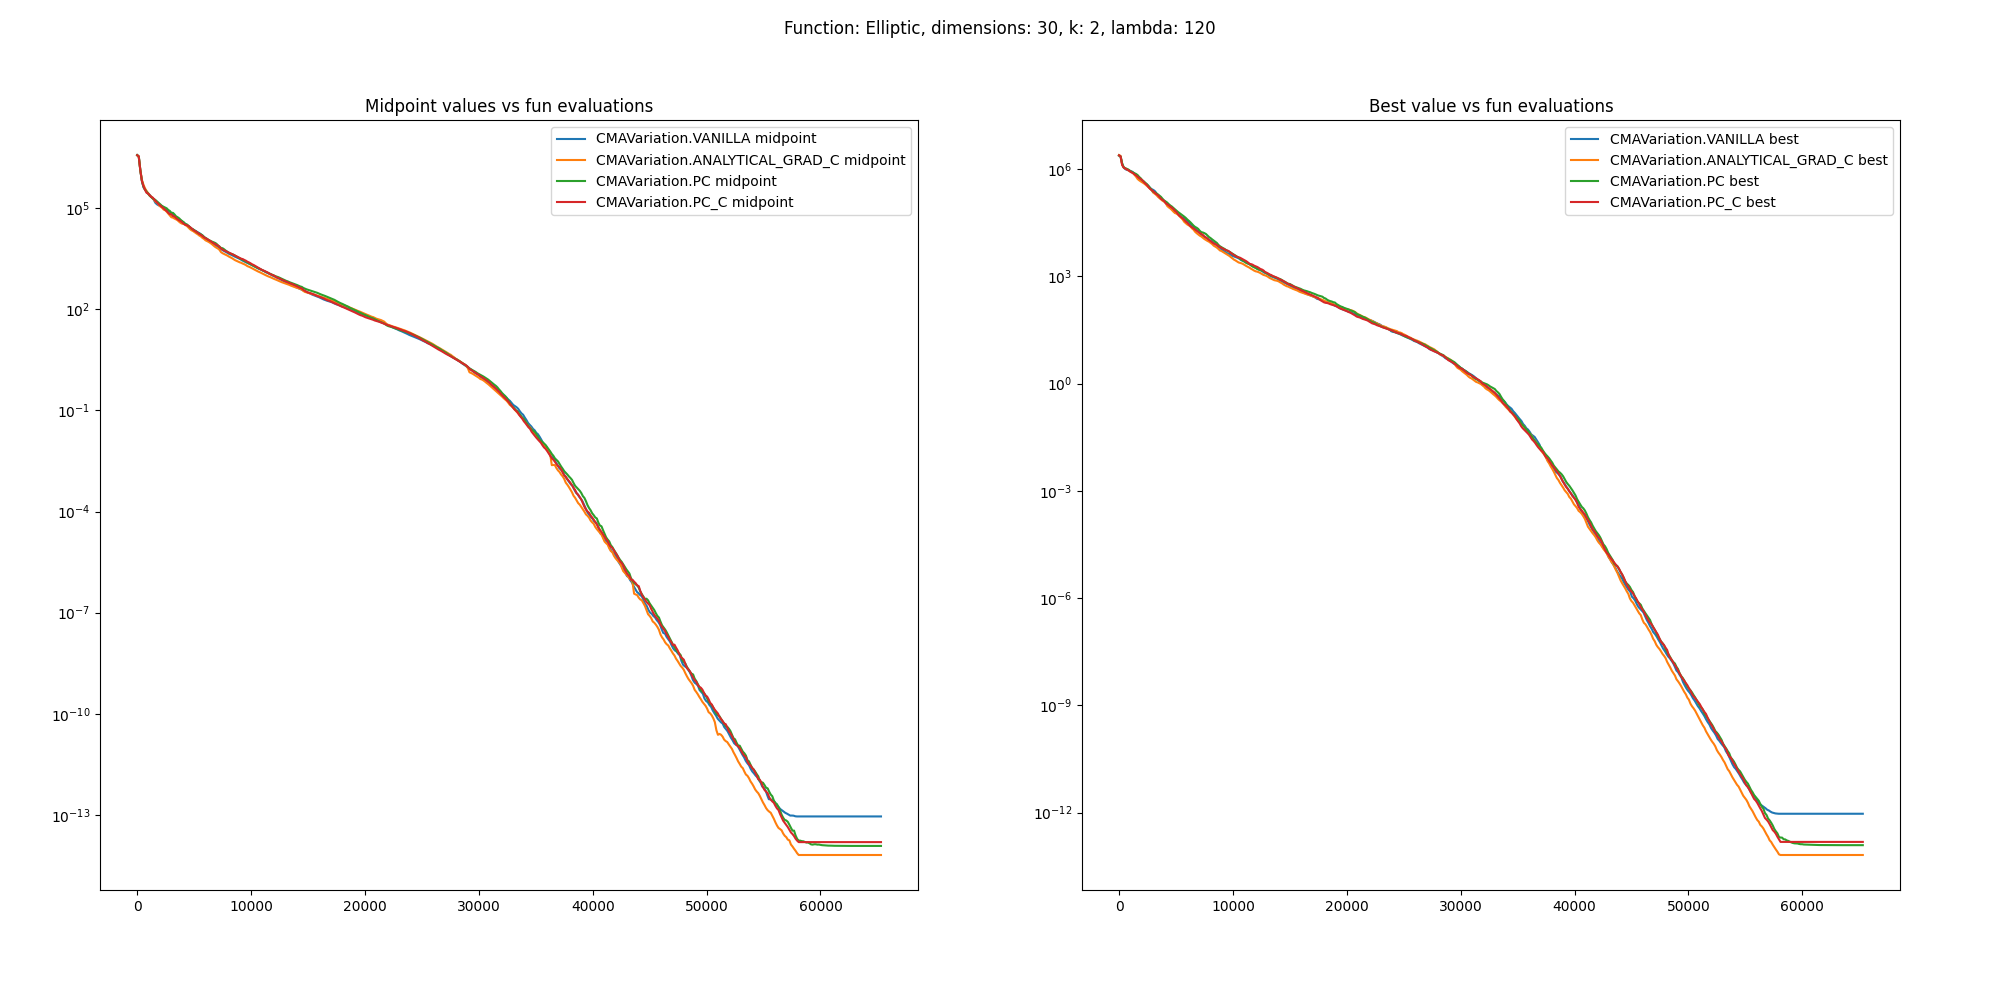 Function: Elliptic, dimensions: 30, k: 2, lambda: 120
Midpoint values vs fun evaluations
CMAVariation.VANILLA midpoint
CMAVariation.ANALYTICAL_GRAD_C midpoint
CMAVariation.PC midpoint
CMAVariation.PC_C midpoint
10^5
10^2
10^-1
10^-4
10^-7
10^-10
10^-13
0 10000 20000 30000 40000 50000 60000
Best value vs fun evaluations
CMAVariation.VANILLA best
CMAVariation.ANALYTICAL_GRAD_C best
CMAVariation.PC best
CMAVariation.PC_C best
10^6
10^3
10^0
10^-3
10^-6
10^-9
10^-12
0 10000 20000 30000 40000 50000 60000